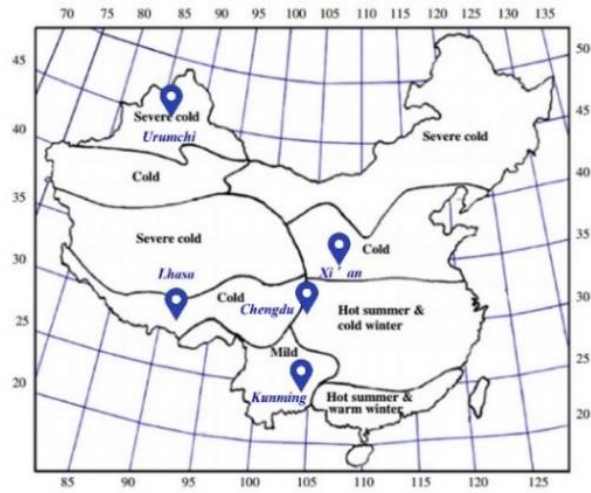 70 75 80 85 90 95 102 103 105 110 115 120 125 130 135
45
40
35
30
25
20
50
45
40
35
30
25
20
Severe cold
Urumchi
Severe cold
Cold
Severe cold
Cold
Xi’an
Lhasa
Cold
Chengdu
Hot summer &
cold winter
Mild
Kunming
Hot summer &
warm winter
85 90 95 100 105 110 115 120 125